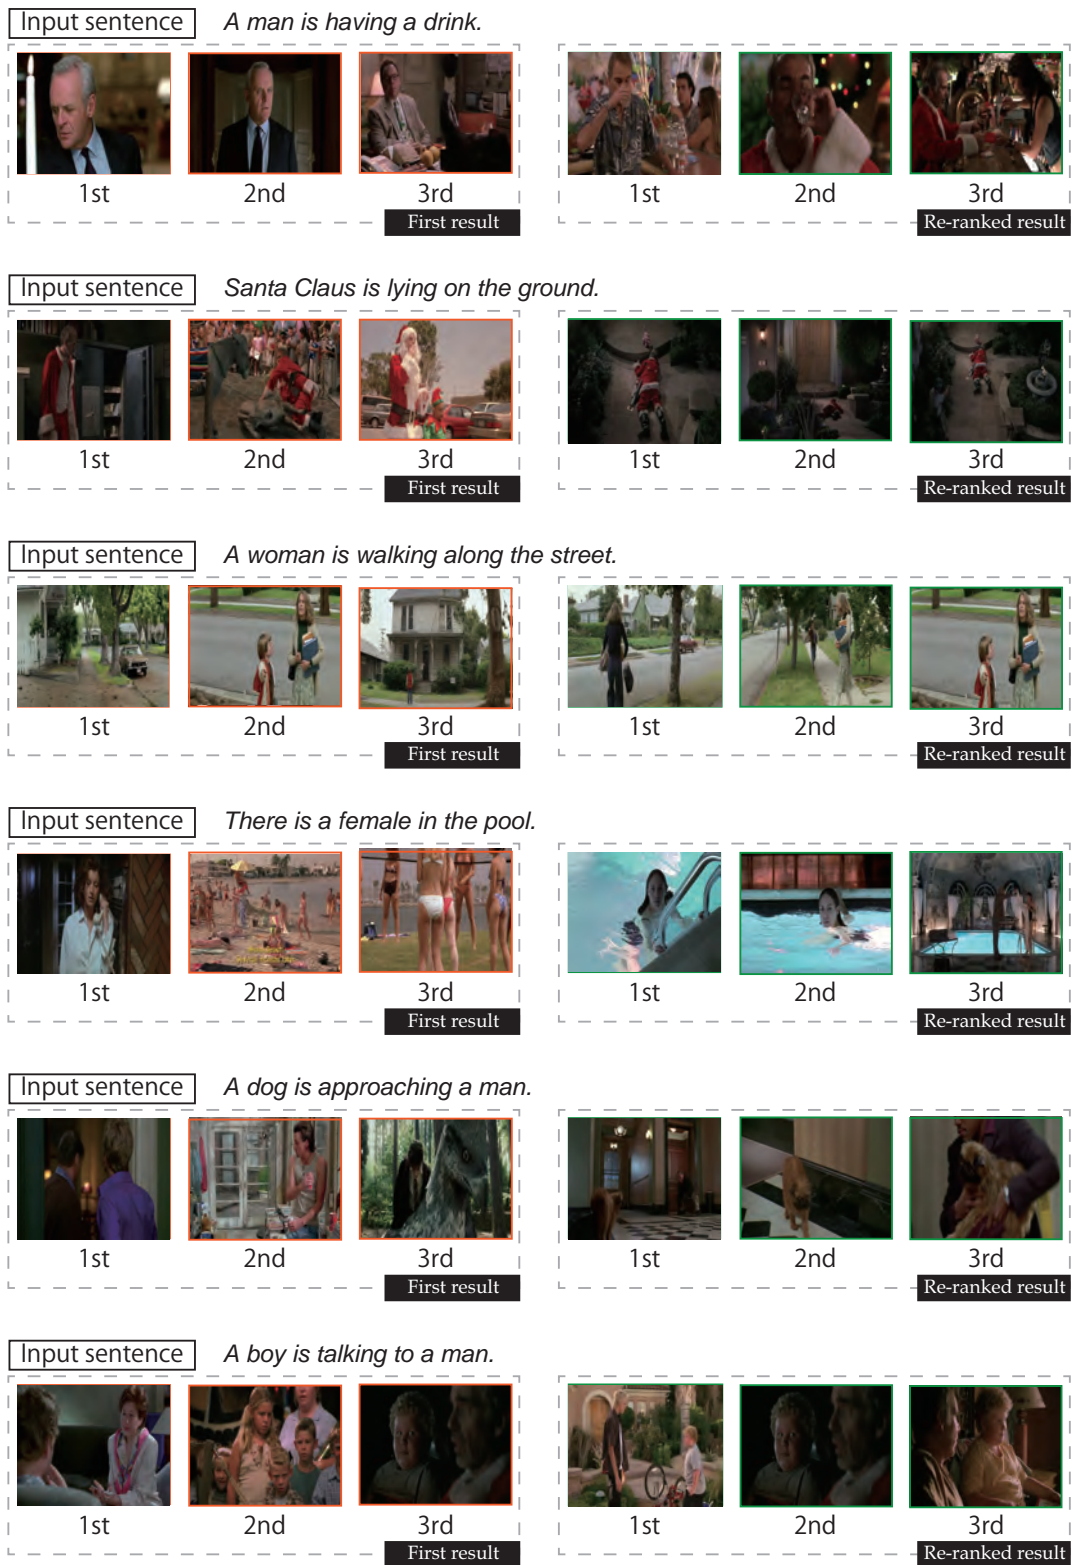 Input sentence A man is having a drink.
1st 2nd 3rd 1st 2nd 3rd
First result Re-ranked result
Input sentence Santa Claus is lying on the ground.
1st 2nd 3rd 1st 2nd 3rd
First result Re-ranked result
Input sentence A woman is walking along the street.
1st 2nd 3rd 1st 2nd 3rd
First result Re-ranked result
Input sentence There is a female in the pool.
1st 2nd 3rd 1st 2nd 3rd
First result Re-ranked result
Input sentence A dog is approaching a man.
1st 2nd 3rd 1st 2nd 3rd
First result Re-ranked result
Input sentence A boy is talking to a man.
1st 2nd 3rd 1st 2nd 3rd
First result Re-ranked result